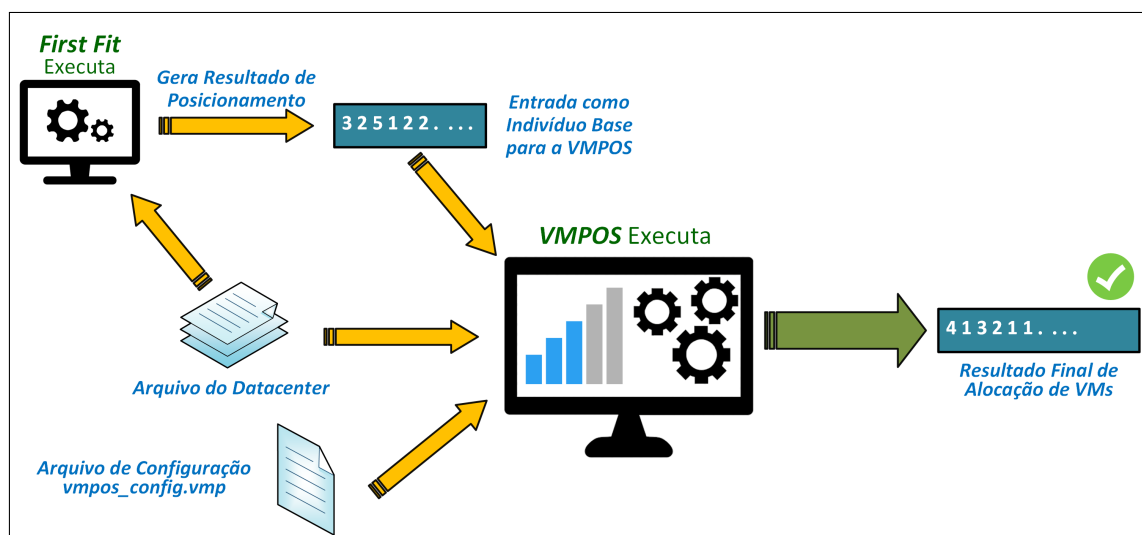 First Fit
Executa
Gera Resultado de
Posicionamento
3 2 5 1 2 2 . . . .
Entrada como
Indivíduo Base
para a VMPOS
VMPOS Executa
4 1 3 2 1 1 . . . .
Resultado Final de
Alocação de VMs
Arquivo do Datacenter
Arquivo de Configuração
vmpos_config.vmp